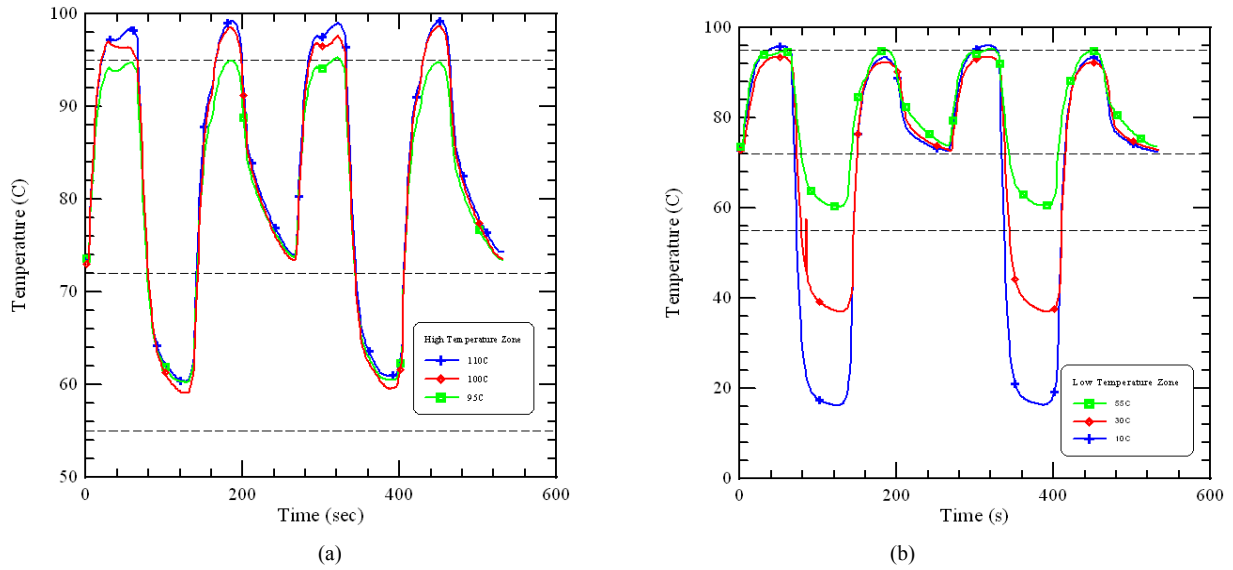 100
90
80
70
60
50
Temperature (C)
0
200
400
600
Time (sec)
High Temperature Zone
110C
100C
95C
(a)
100
80
60
40
20
0
Temperature (C)
0
200
400
600
Time (s)
Low Temperature Zone
55C
30C
10C
(b)